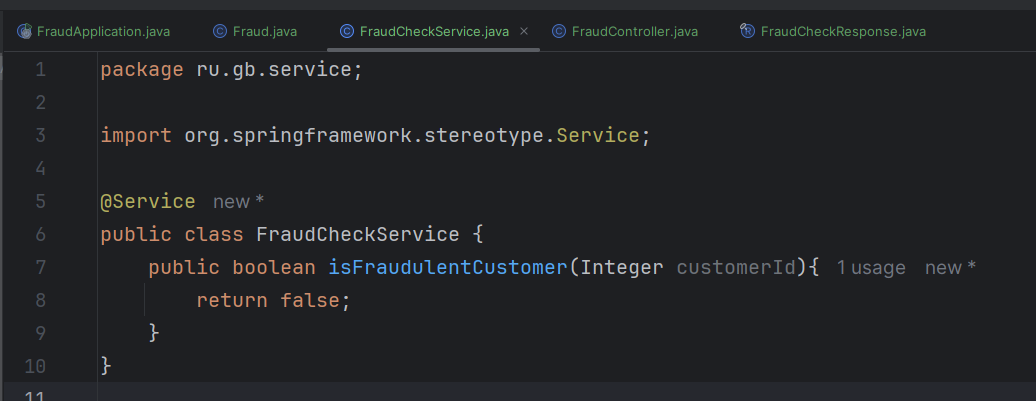 FraudApplication.java Fraud.java FraudCheckService.java × FraudController.java FraudCheckResponse.java
1 package ru.gb.service;
2
3 import org.springframework.stereotype.Service;
4
5 @Service new *
6 public class FraudCheckService {
7 public boolean isFraudulentCustomer(Integer customerId){ 1 usage new *
8 return false;
9 }
10 }
11